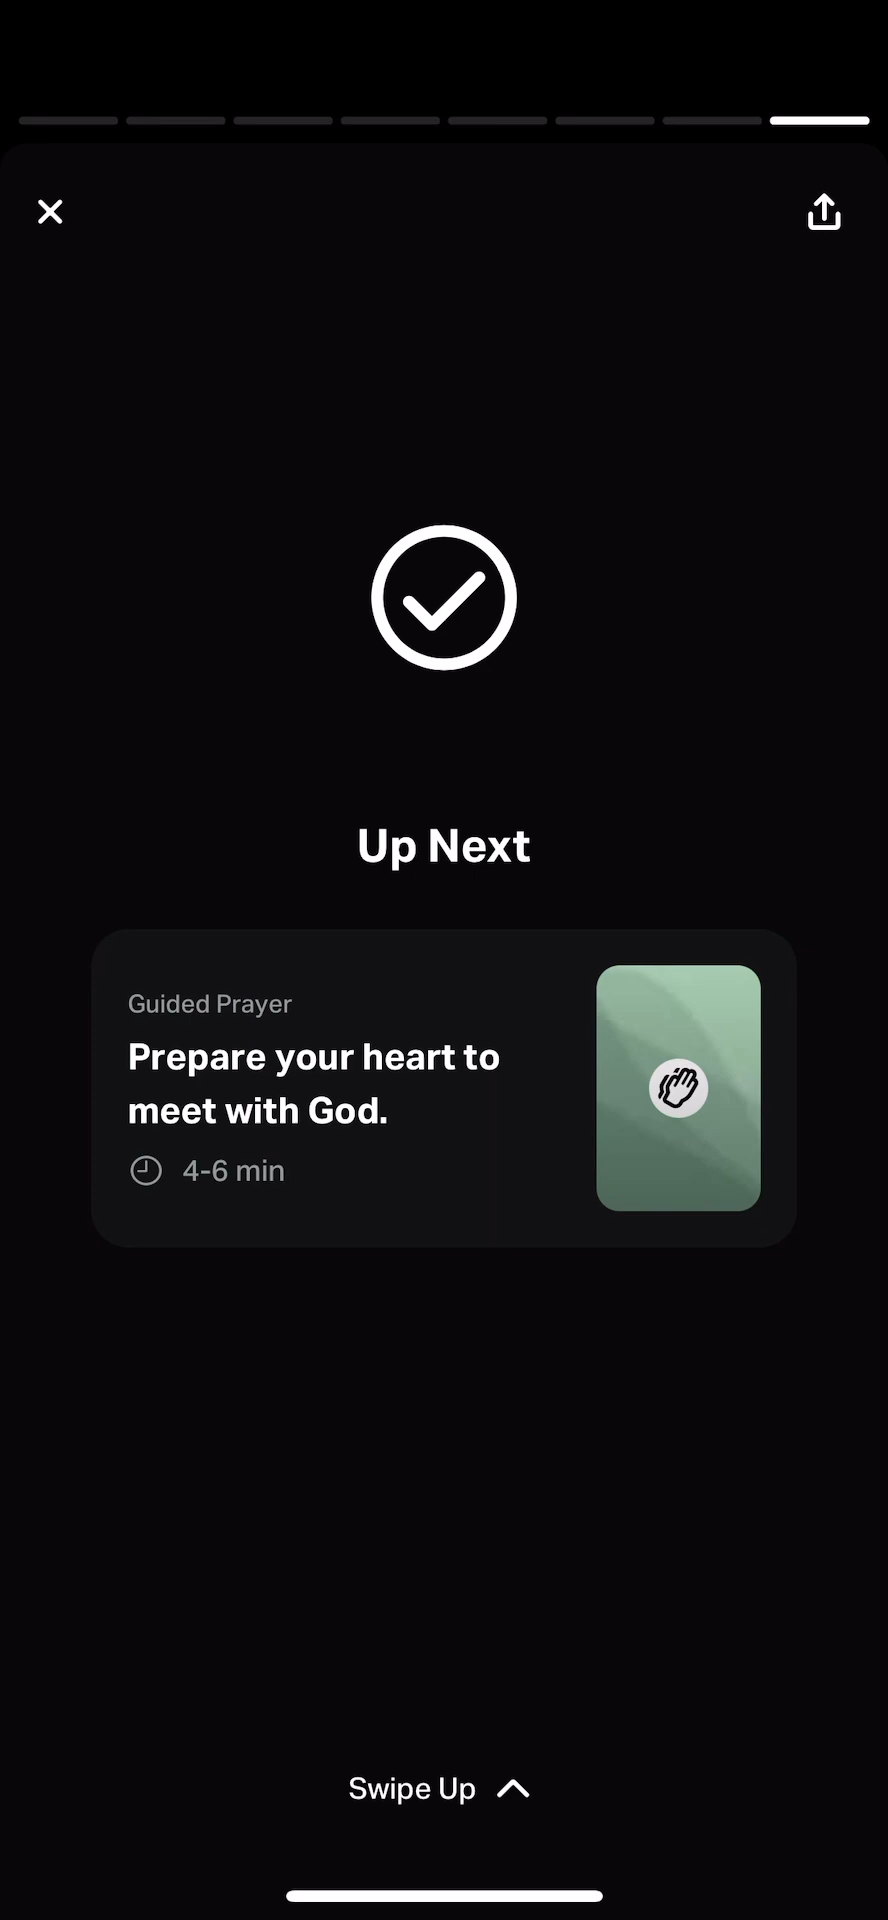 Up Next
Guided Prayer
Prepare your heart to
meet with God.
4-6 min
Swipe Up